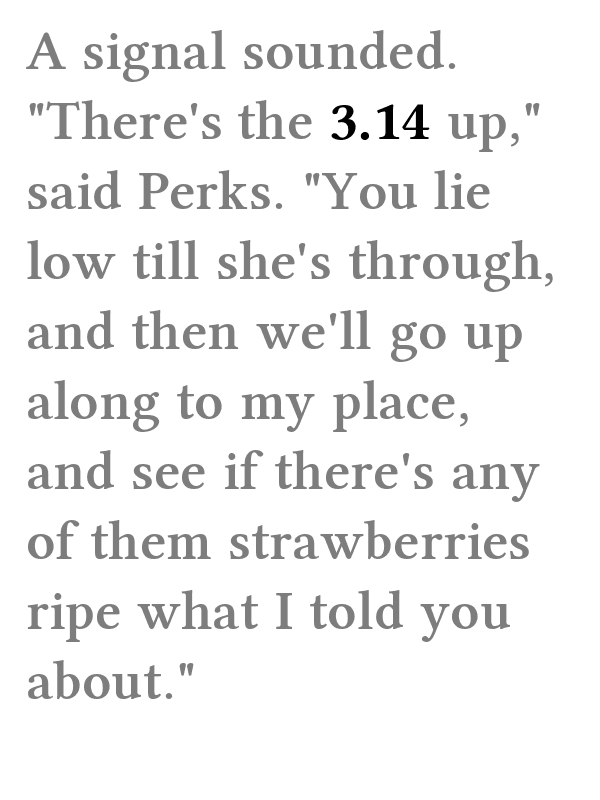 A signal sounded.
"There's the 3.14 up,"
said Perks. "You lie
low till she's through,
and then we'll go up
along to my place,
and see if there's any
of them strawberries
ripe what I told you
about."